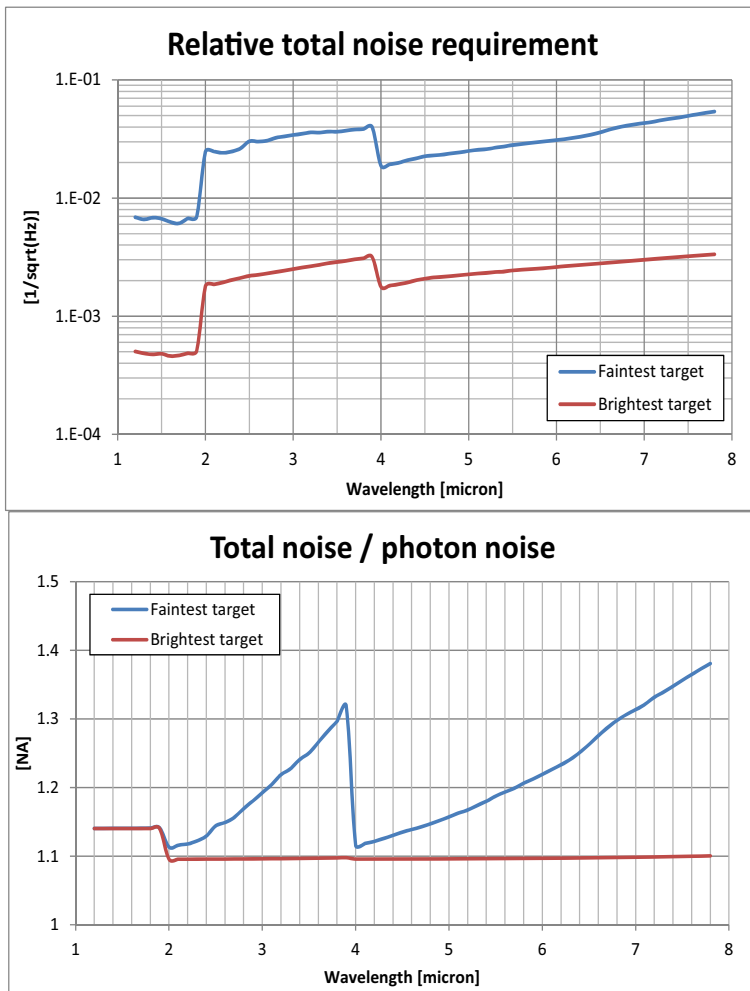 Relative total noise requirement
1.E-01
1.E-02
1.E-03
1.E-04
[1/sqrt(Hz)]
Faintest target
Brightest target
1 2 3 4 5 6 7 8
Wavelength [micron]
Total noise / photon noise
1.5
1.4
1.3
1.2
1.1
1
[NA]
Faintest target
Brightest target
1 2 3 4 5 6 7 8
Wavelength [micron]